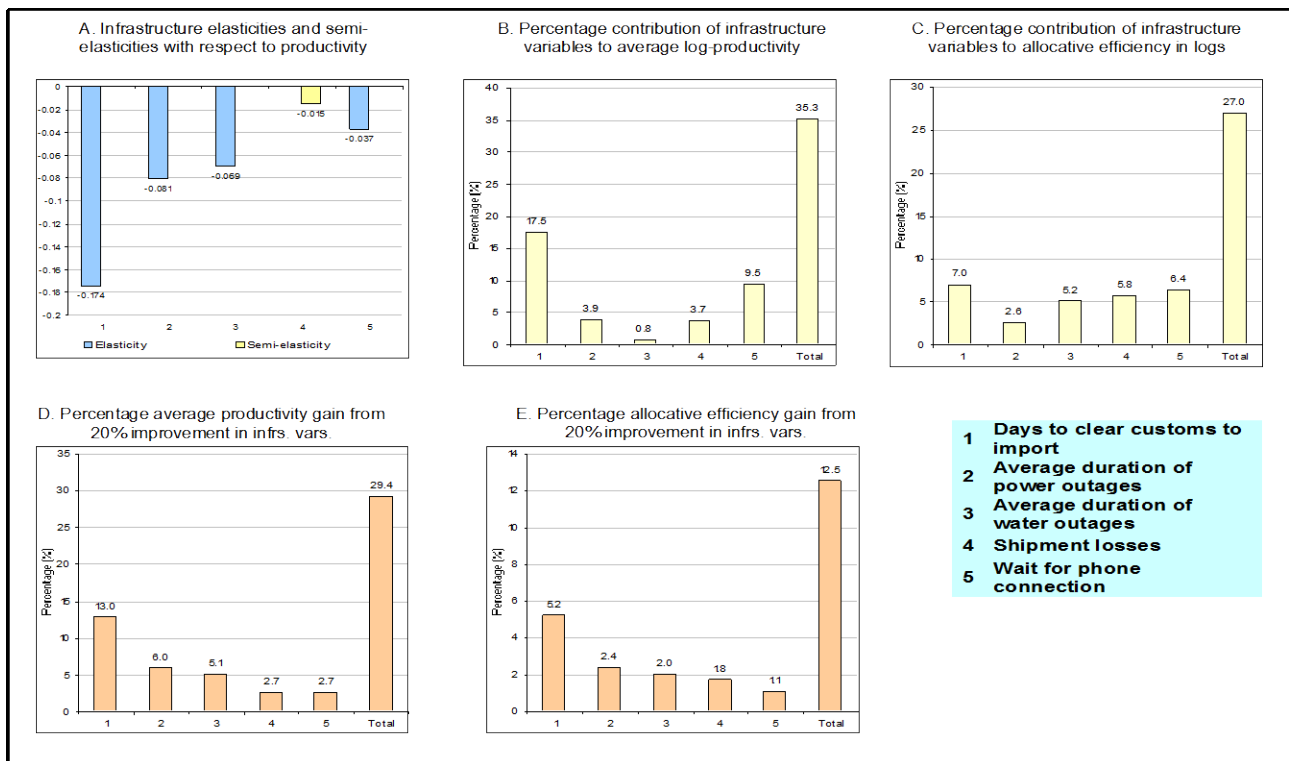 A. Infrastructure elasticities and semi-
elasticities with respect to productivity
0
-0.02
-0.04
-0.06
-0.08
-0.1
-0.12
-0.14
-0.16
-0.18
-0.2
-0.174
-0.081
-0.069
-0.015
-0.037
1 2 3 4 5
Elasticity Semi-elasticity
B. Percentage contribution of infrastructure
variables to average log-productivity
Percentage (%)
40
35
30
25
20
15
10
5
0
17.5
3.9
0.8
3.7
9.5
35.3
1 2 3 4 5 Total
C. Percentage contribution of infrastructure
variables to allocative efficiency in logs
Percentage (%)
30
25
20
15
10
5
0
7.0
2.6
5.2
5.8
6.4
27.0
1 2 3 4 5 Total
D. Percentage average productivity gain from
20% improvement in infrs. vars.
Percentage (%)
35
30
25
20
15
10
5
0
13.0
6.0
5.1
2.7
2.7
29.4
1 2 3 4 5 Total
E. Percentage allocative efficiency gain from
20% improvement in infrs. vars.
Percentage (%)
14
12
10
8
6
4
2
0
5.2
2.4
2.0
1.8
1.1
12.5
1 2 3 4 5 Total
1 Days to clear customs to
import
2 Average duration of
power outages
3 Average duration of
water outages
4 Shipment losses
5 Wait for phone
connection